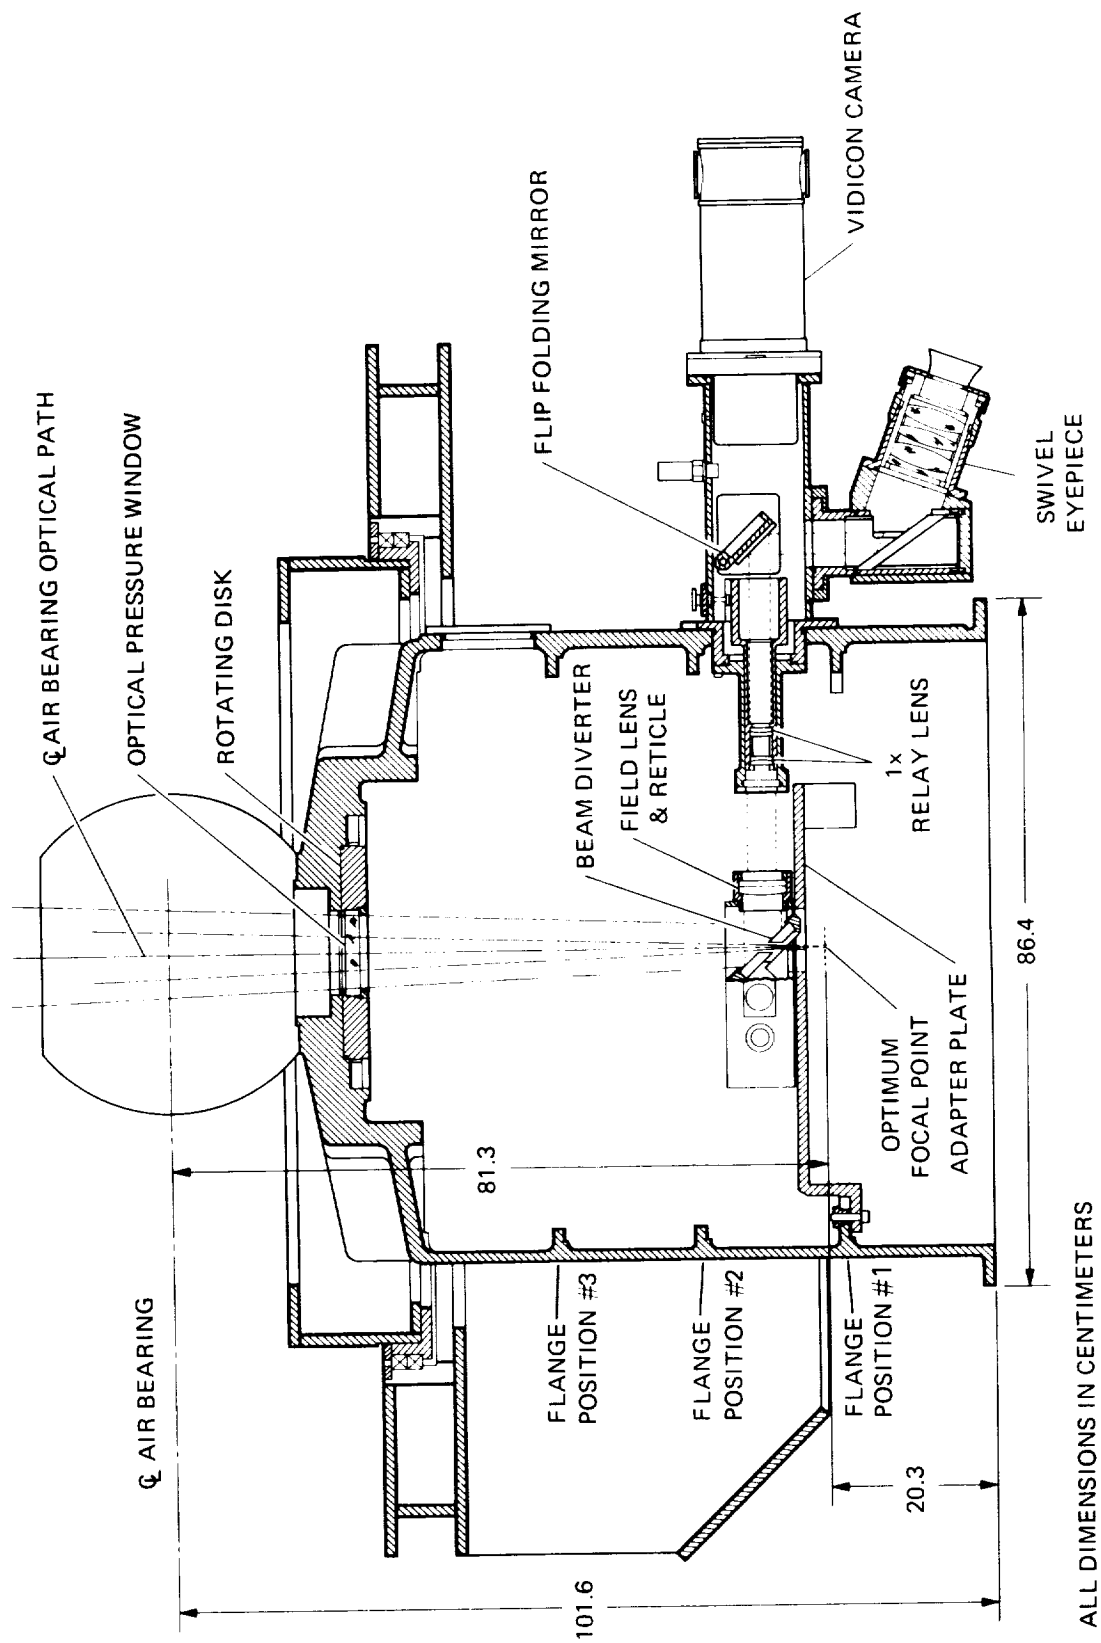 ℄ AIR BEARING OPTICAL PATH
OPTICAL PRESSURE WINDOW
ROTATING DISK
FLIP FOLDING MIRROR
VIDICON CAMERA
SWIVEL
EYEPIECE
BEAM DIVERTER
FIELD LENS
& RETICLE
1x
RELAY LENS
86.4
OPTIMUM
FOCAL POINT
ADAPTER PLATE
81.3
℄ AIR BEARING
FLANGE
POSITION #3
FLANGE
POSITION #2
FLANGE
POSITION #1
20.3
101.6
ALL DIMENSIONS IN CENTIMETERS